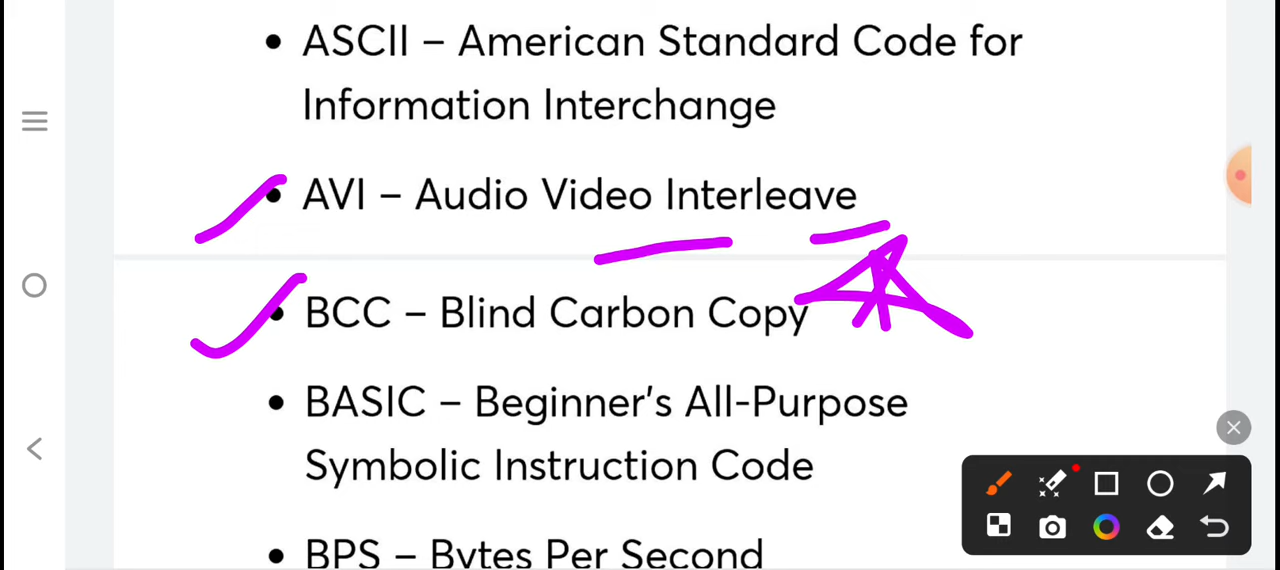 • ASCII – American Standard Code for
Information Interchange
• AVI – Audio Video Interleave
• BCC – Blind Carbon Copy
• BASIC – Beginner's All-Purpose
Symbolic Instruction Code
• BPS – Bytes Per Second